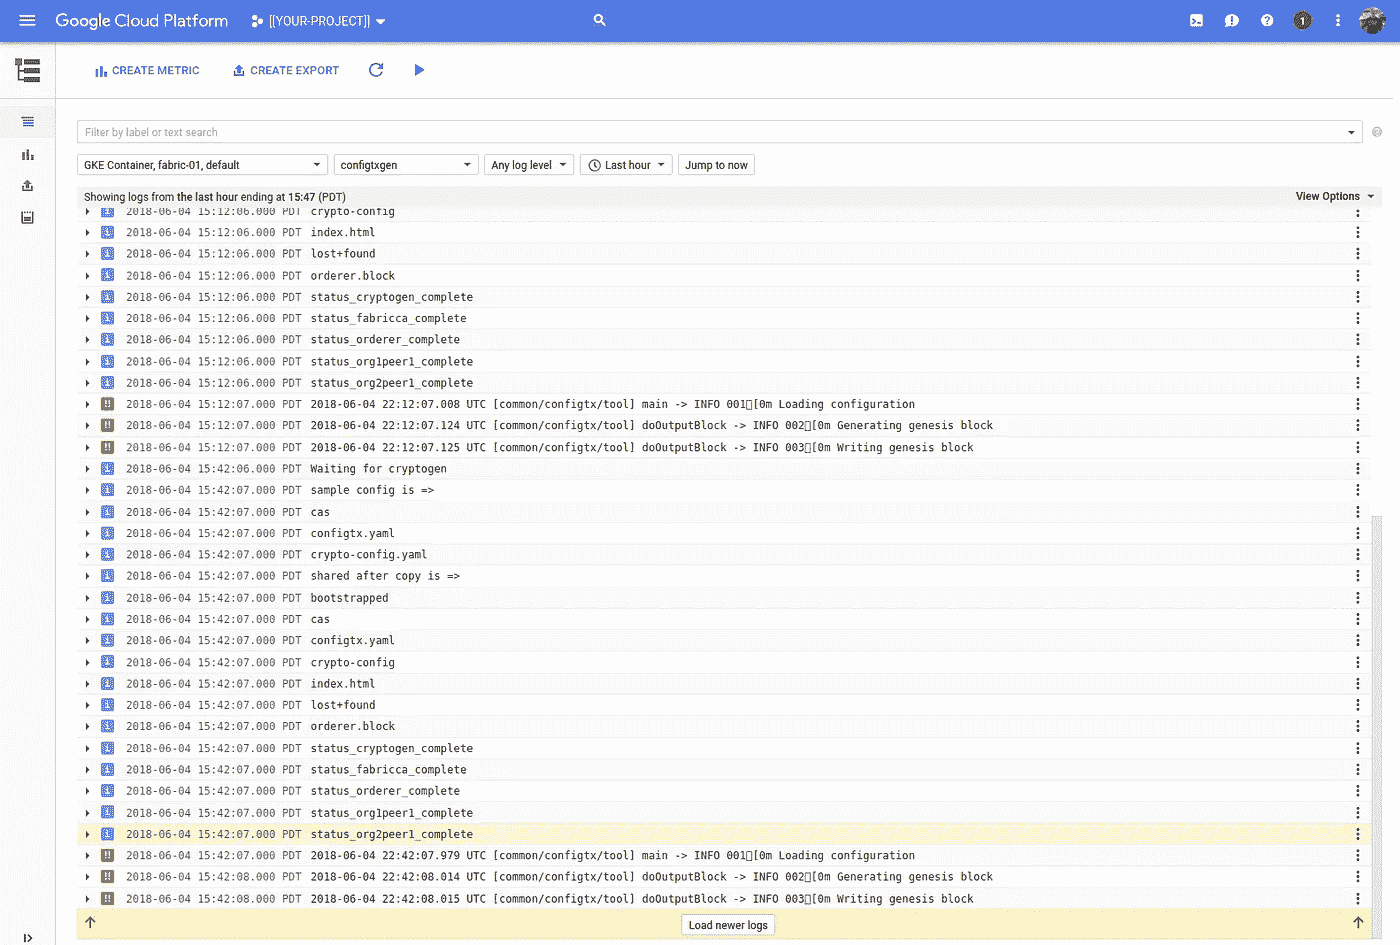 Google Cloud Platform [[YOUR-PROJECT]] 1
CREATE METRIC CREATE EXPORT
Filter by label or text search
GKE Container, fabric-01, default configtxgen Any log level Last hour Jump to now
Showing logs from the last hour ending at 15:47 (PDT) View Options
2018-06-04 15:12:06.000 PDT crypto-config
2018-06-04 15:12:06.000 PDT index.html
2018-06-04 15:12:06.000 PDT lost+found
2018-06-04 15:12:06.000 PDT orderer.block
2018-06-04 15:12:06.000 PDT status_cryptogen_complete
2018-06-04 15:12:06.000 PDT status_fabricca_complete
2018-06-04 15:12:06.000 PDT status_orderer_complete
2018-06-04 15:12:06.000 PDT status_org1peer1_complete
2018-06-04 15:12:06.000 PDT status_org2peer1_complete
2018-06-04 15:12:07.000 PDT 2018-06-04 22:12:07.008 UTC [common/configtx/tool] main -> INFO 001▯[0m Loading configuration
2018-06-04 15:12:07.000 PDT 2018-06-04 22:12:07.124 UTC [common/configtx/tool] doOutputBlock -> INFO 002▯[0m Generating genesis block
2018-06-04 15:12:07.000 PDT 2018-06-04 22:12:07.125 UTC [common/configtx/tool] doOutputBlock -> INFO 003▯[0m Writing genesis block
2018-06-04 15:42:06.000 PDT Waiting for cryptogen
2018-06-04 15:42:07.000 PDT sample config is =>
2018-06-04 15:42:07.000 PDT cas
2018-06-04 15:42:07.000 PDT configtx.yaml
2018-06-04 15:42:07.000 PDT crypto-config.yaml
2018-06-04 15:42:07.000 PDT shared after copy is =>
2018-06-04 15:42:07.000 PDT bootstrapped
2018-06-04 15:42:07.000 PDT cas
2018-06-04 15:42:07.000 PDT configtx.yaml
2018-06-04 15:42:07.000 PDT crypto-config
2018-06-04 15:42:07.000 PDT index.html
2018-06-04 15:42:07.000 PDT lost+found
2018-06-04 15:42:07.000 PDT orderer.block
2018-06-04 15:42:07.000 PDT status_cryptogen_complete
2018-06-04 15:42:07.000 PDT status_fabricca_complete
2018-06-04 15:42:07.000 PDT status_orderer_complete
2018-06-04 15:42:07.000 PDT status_org1peer1_complete
2018-06-04 15:42:07.000 PDT status_org2peer1_complete
2018-06-04 15:42:07.000 PDT 2018-06-04 22:42:07.979 UTC [common/configtx/tool] main -> INFO 001▯[0m Loading configuration
2018-06-04 15:42:08.000 PDT 2018-06-04 22:42:08.014 UTC [common/configtx/tool] doOutputBlock -> INFO 002▯[0m Generating genesis block
2018-06-04 15:42:08.000 PDT 2018-06-04 22:42:08.015 UTC [common/configtx/tool] doOutputBlock -> INFO 003▯[0m Writing genesis block
Load newer logs